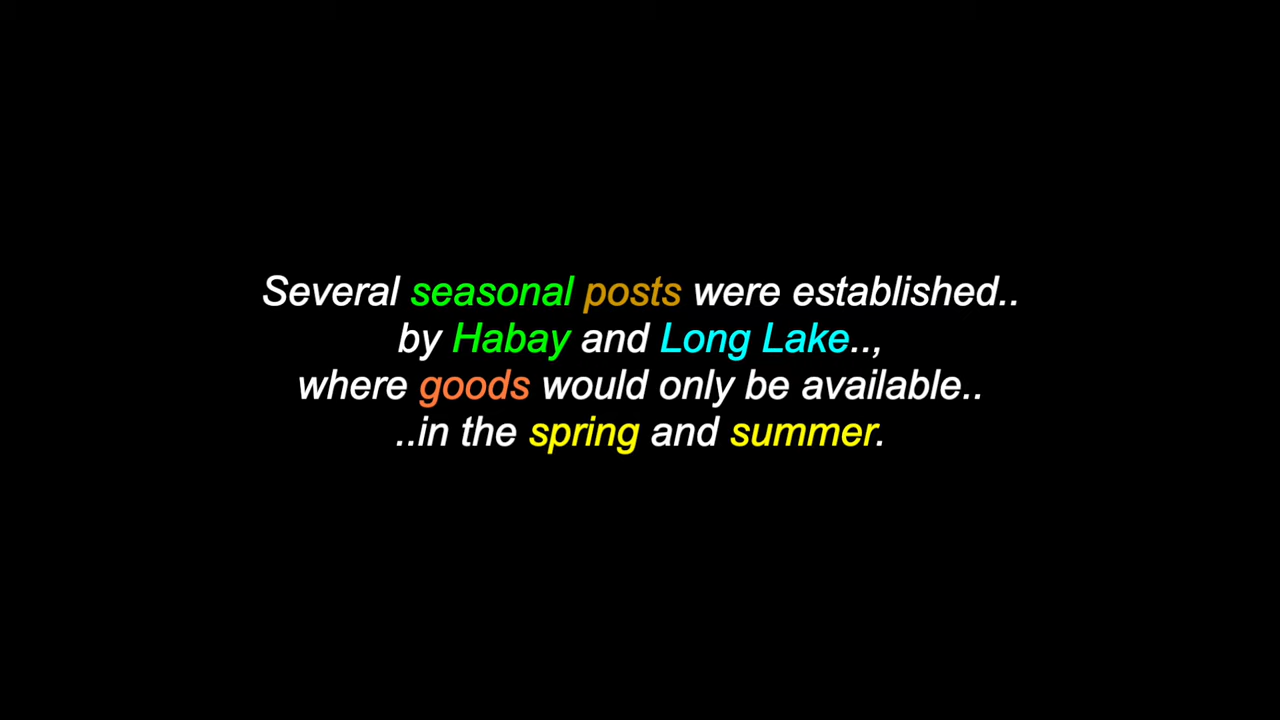 Several seasonal posts were established..
by Habay and Long Lake..,
where goods would only be available..
..in the spring and summer.